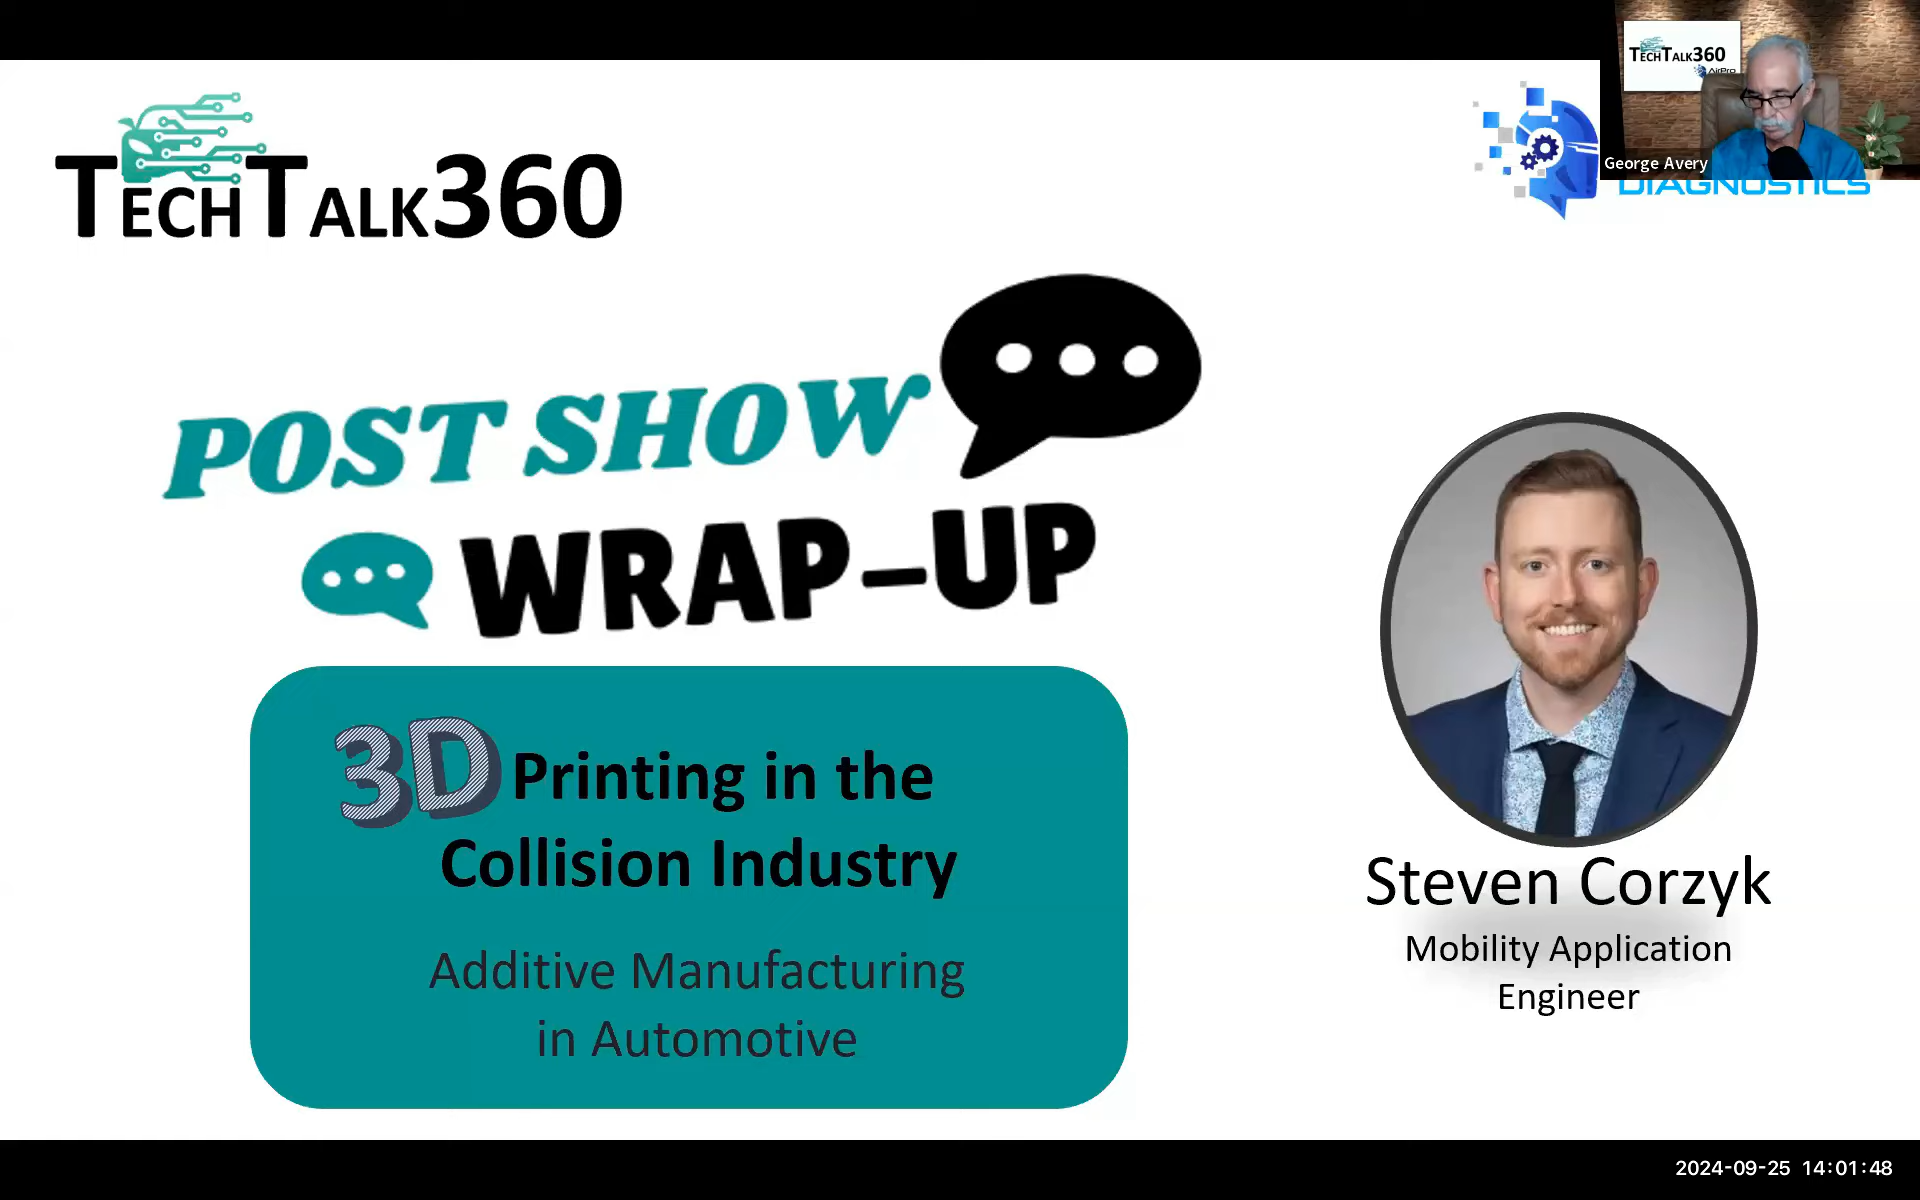 TECHTALK360
TECHTALK360
AirPro
George Avery
DIAGNOSTICS
POST SHOW
WRAP-UP
3D Printing in the
Collision Industry
Additive Manufacturing
in Automotive
Steven Corzyk
Mobility Application
Engineer
2024-09-25 14:01:48